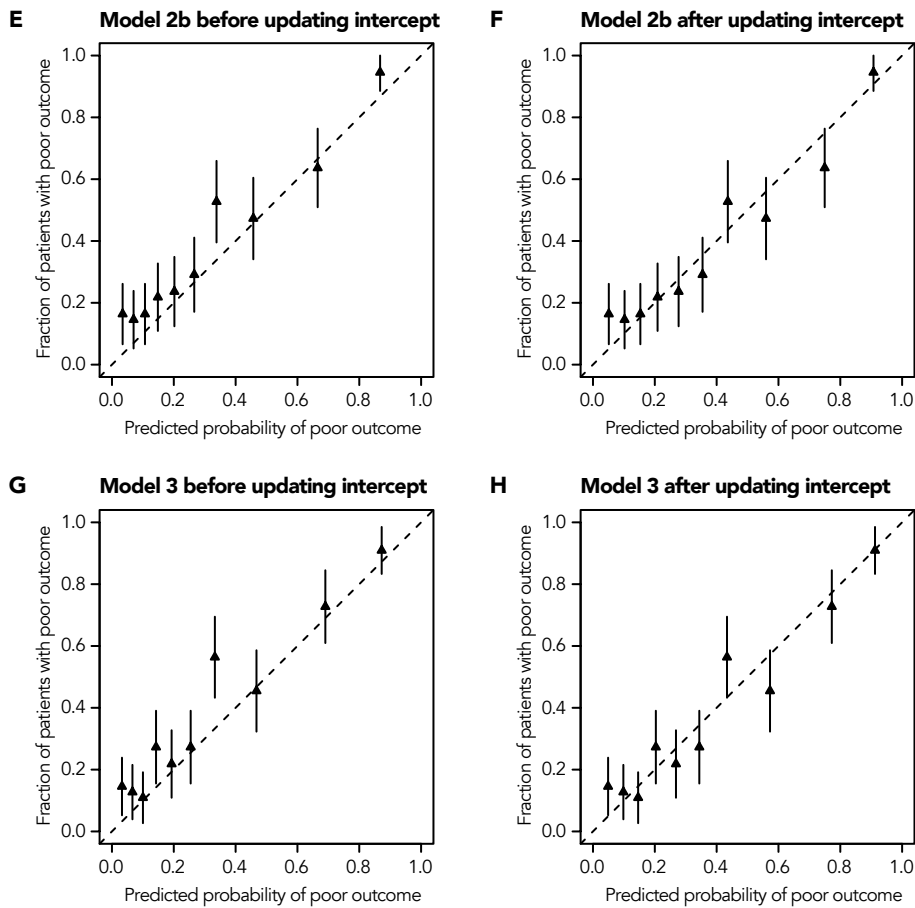 E Model 2b before updating intercept
Fraction of patients with poor outcome
1.0
0.8
0.6
0.4
0.2
0.0
0.0 0.2 0.4 0.6 0.8 1.0
Predicted probability of poor outcome
F Model 2b after updating intercept
Fraction of patients with poor outcome
1.0
0.8
0.6
0.4
0.2
0.0
0.0 0.2 0.4 0.6 0.8 1.0
Predicted probability of poor outcome
G Model 3 before updating intercept
Fraction of patients with poor outcome
1.0
0.8
0.6
0.4
0.2
0.0
0.0 0.2 0.4 0.6 0.8 1.0
Predicted probability of poor outcome
H Model 3 after updating intercept
Fraction of patients with poor outcome
1.0
0.8
0.6
0.4
0.2
0.0
0.0 0.2 0.4 0.6 0.8 1.0
Predicted probability of poor outcome